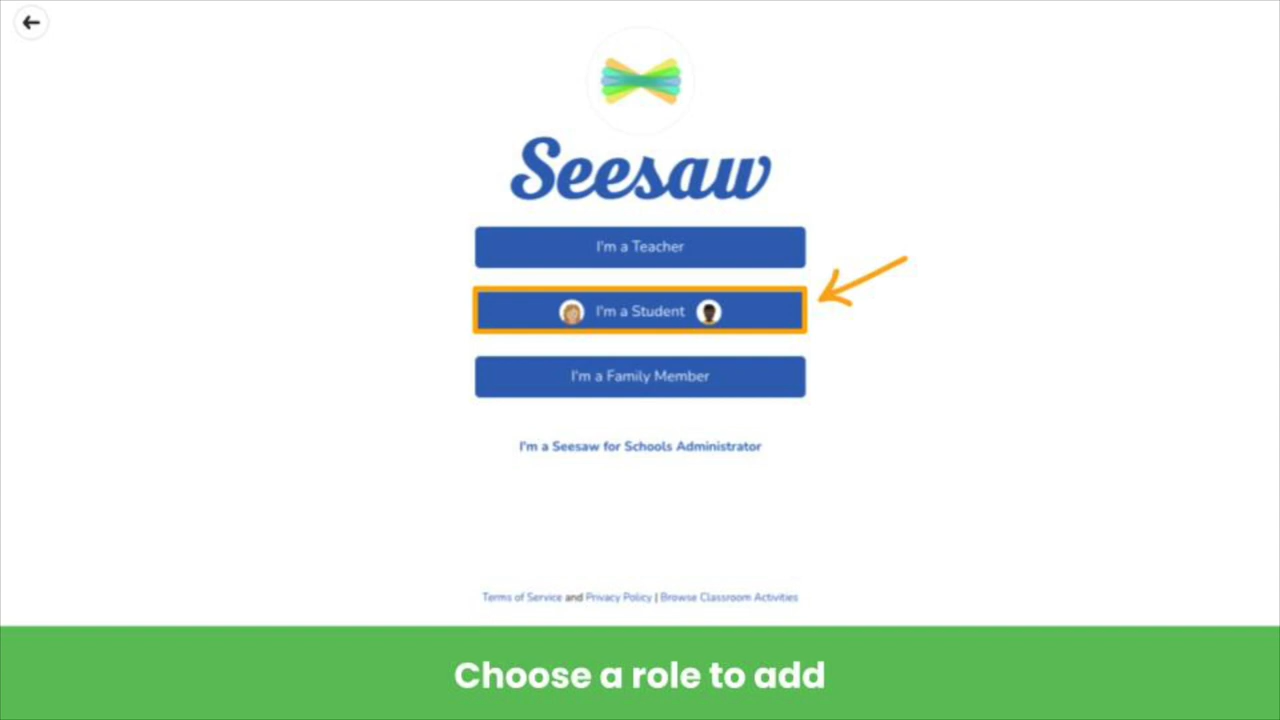 Seesaw
I'm a Teacher
I'm a Student
I'm a Family Member
I'm a Seesaw for Schools Administrator
Terms of Service and Privacy Policy | Browse Classroom Activities
Choose a role to add